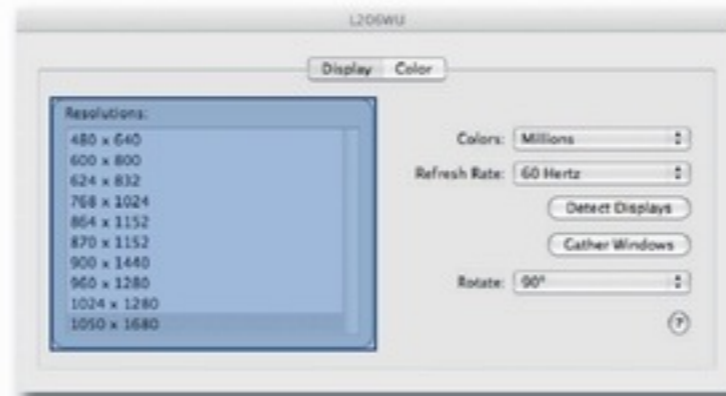 L206WU
Display Color
Resolutions:
480 x 640
600 x 800
624 x 832
768 x 1024
864 x 1152
870 x 1152
900 x 1440
960 x 1280
1024 x 1280
1050 x 1680
Colors: Millions
Refresh Rate: 60 Hertz
Detect Displays
Gather Windows
Rotate: 90°
?